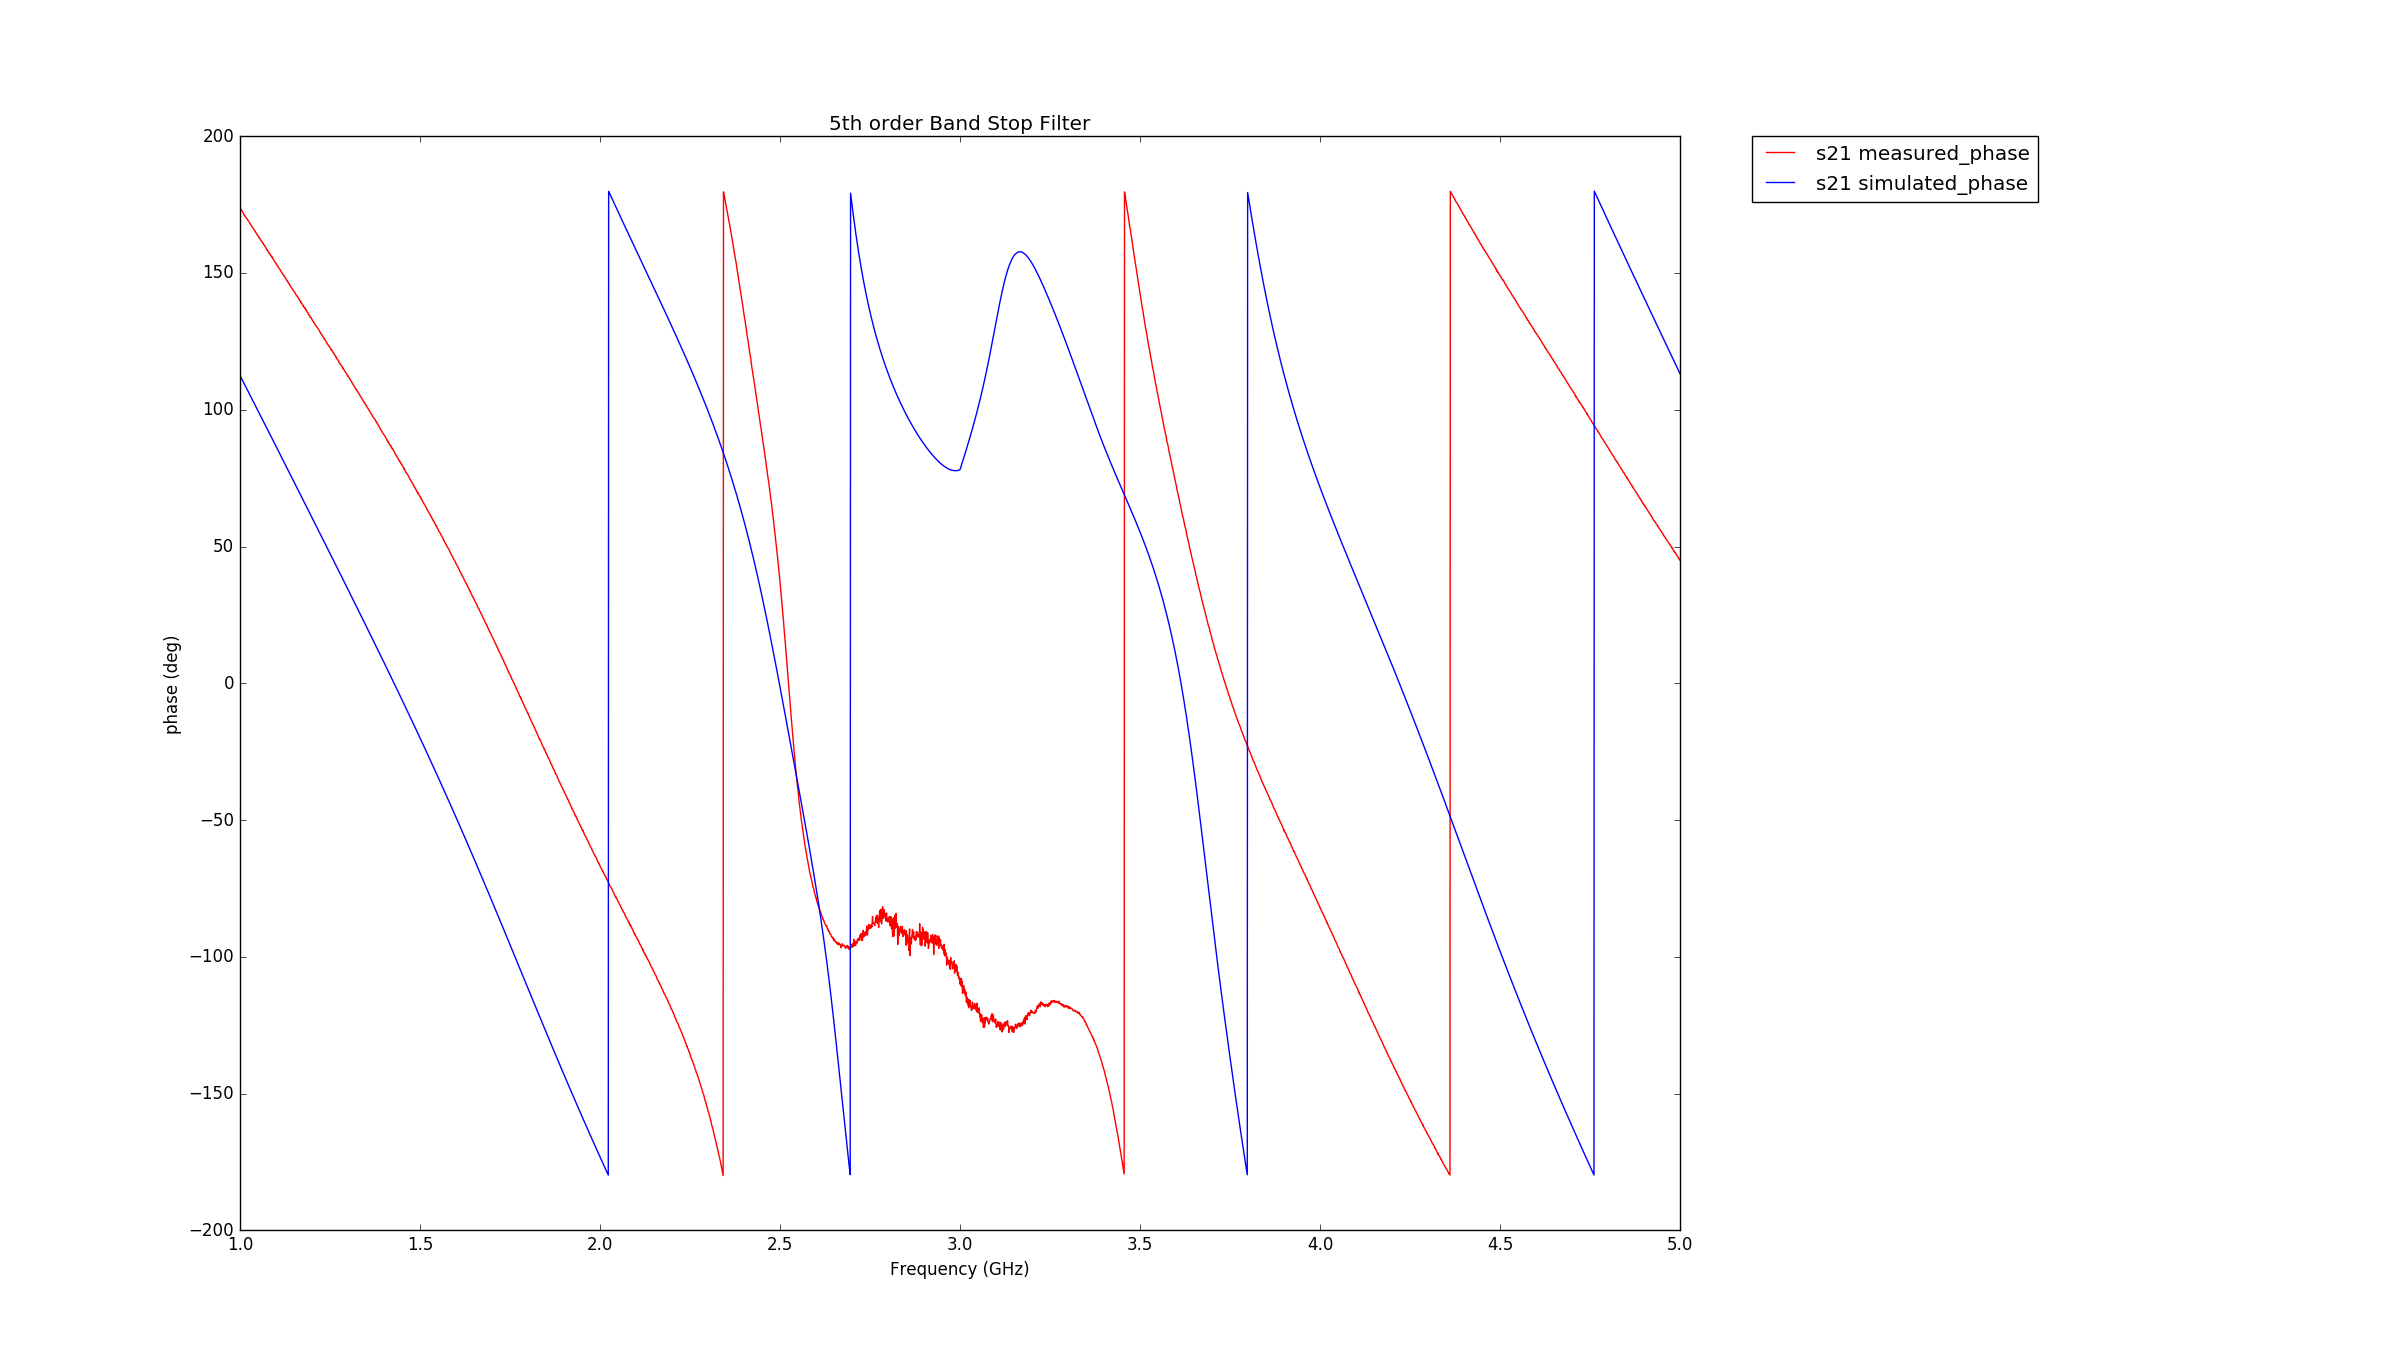 5th order Band Stop Filter
s21 measured_phase
s21 simulated_phase
200
150
100
50
0
−50
−100
−150
−200
phase (deg)
1.0 1.5 2.0 2.5 3.0 3.5 4.0 4.5 5.0
Frequency (GHz)